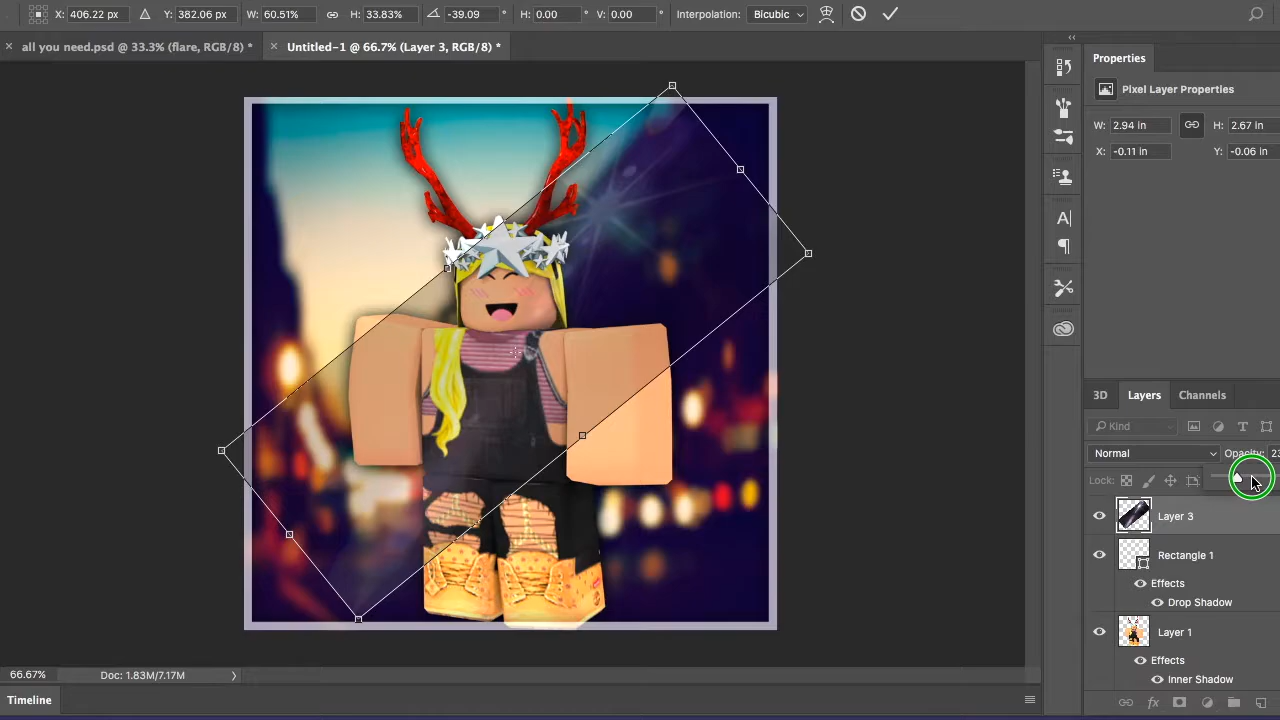 X: 406.22 px Y: 382.06 px W: 60.51% H: 33.83% -39.09 ° H: 0.00 ° V: 0.00 ° Interpolation: Bicubic
× all you need.psd @ 33.3% (flare, RGB/8) * × Untitled-1 @ 66.7% (Layer 3, RGB/8) *
Properties
Pixel Layer Properties
W: 2.94 in H: 2.67 in
X: -0.11 in Y: -0.06 in
3D Layers Channels
Kind
Normal Opacity: 23
Lock:
Layer 3
Rectangle 1
Effects
Drop Shadow
Layer 1
Effects
Inner Shadow
66.67% Doc: 1.83M/7.17M
Timeline